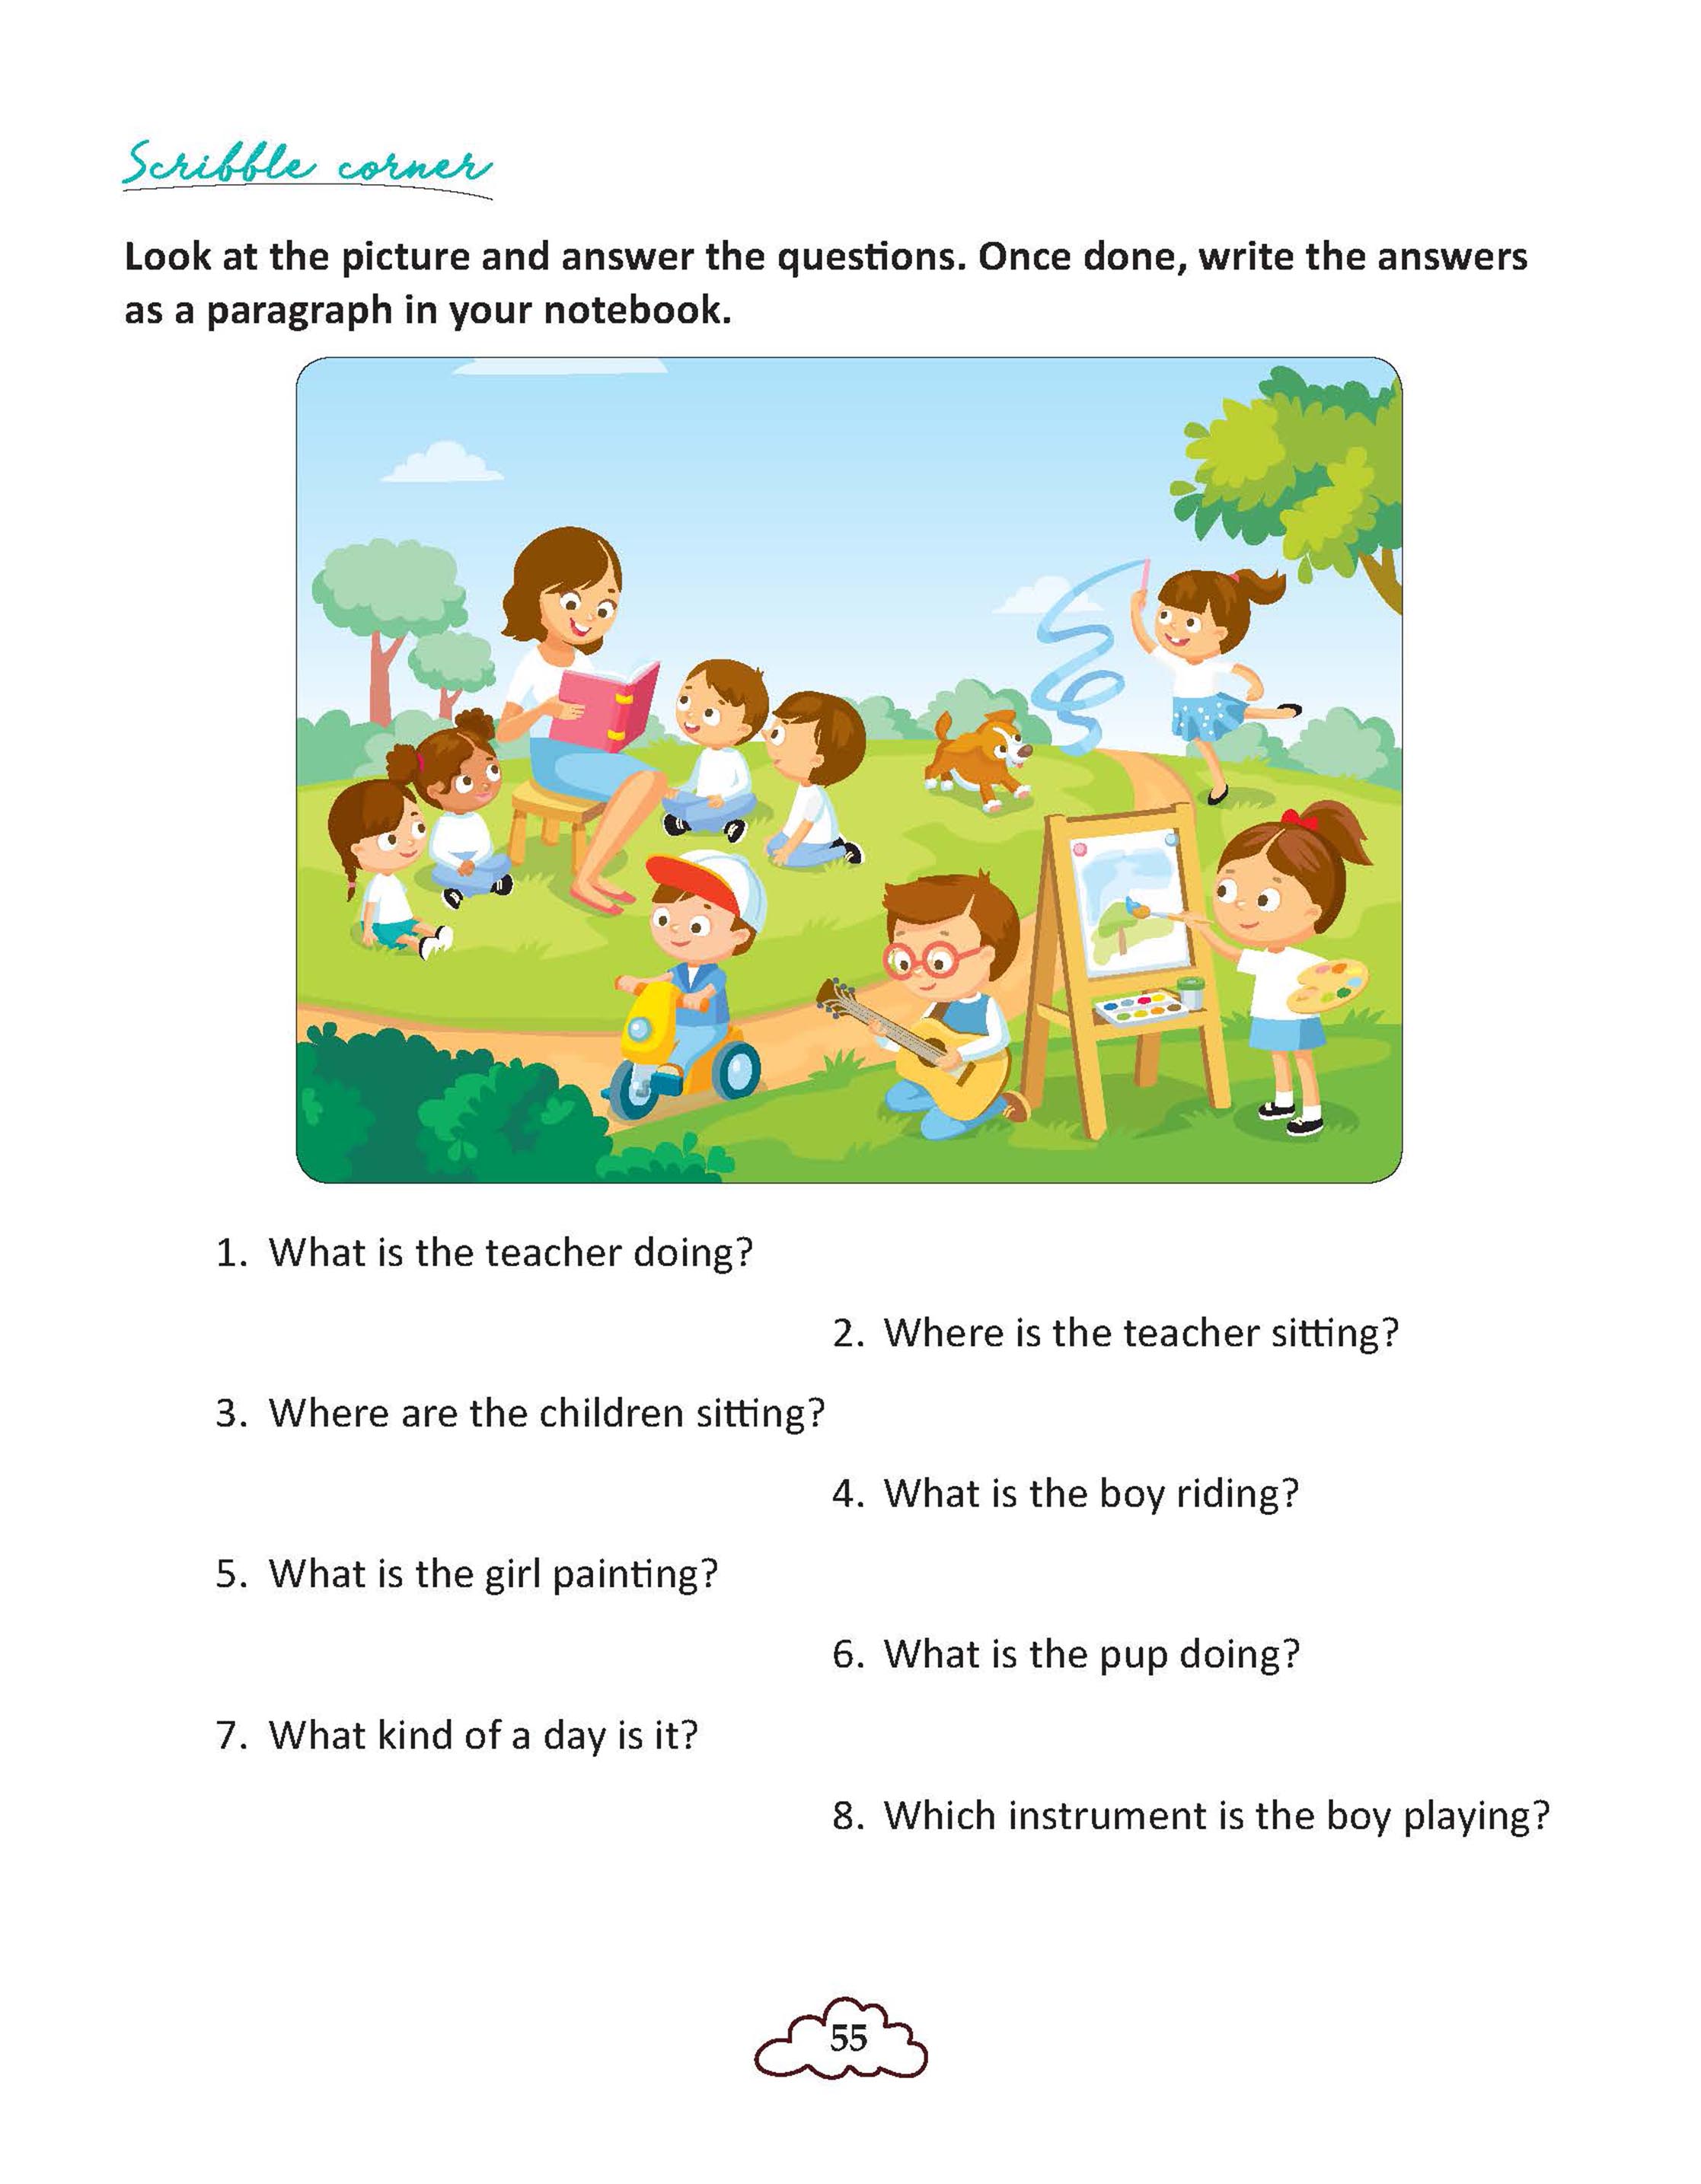 Scribble corner
Look at the picture and answer the questions. Once done, write the answers
as a paragraph in your notebook.
1. What is the teacher doing?
2. Where is the teacher sitting?
3. Where are the children sitting?
4. What is the boy riding?
5. What is the girl painting?
6. What is the pup doing?
7. What kind of a day is it?
8. Which instrument is the boy playing?
55